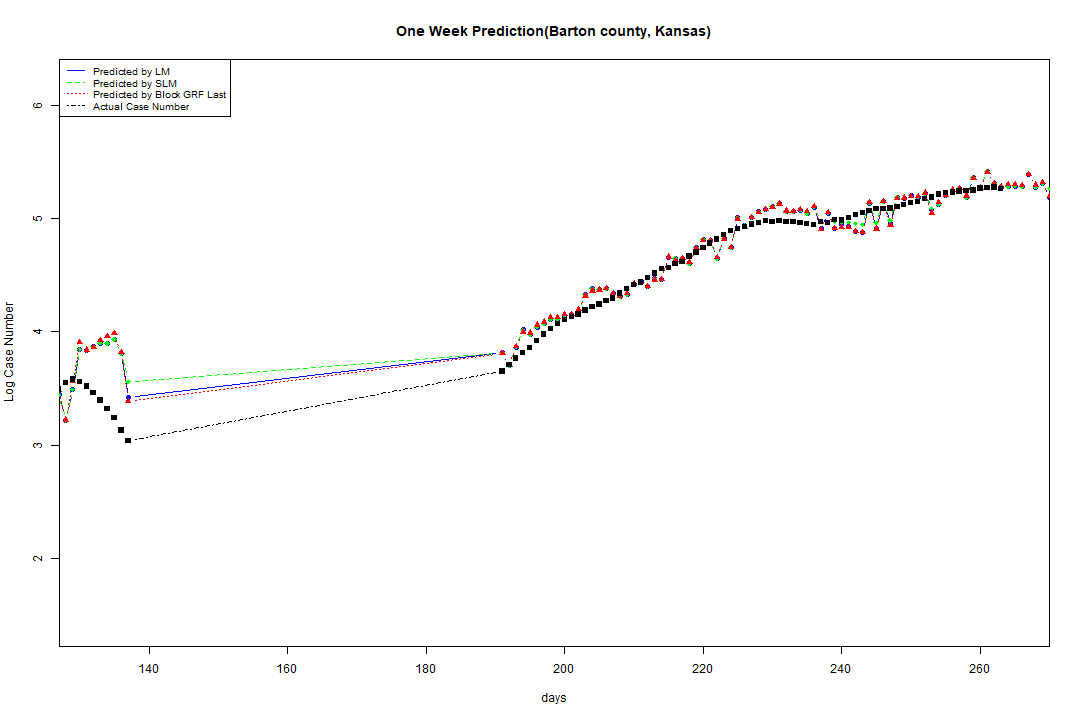 One Week Prediction(Barton county, Kansas)
Predicted by LM
Predicted by SLM
Predicted by Block GRF Last
Actual Case Number
6
5
4
3
2
Log Case Number
140 160 180 200 220 240 260
days